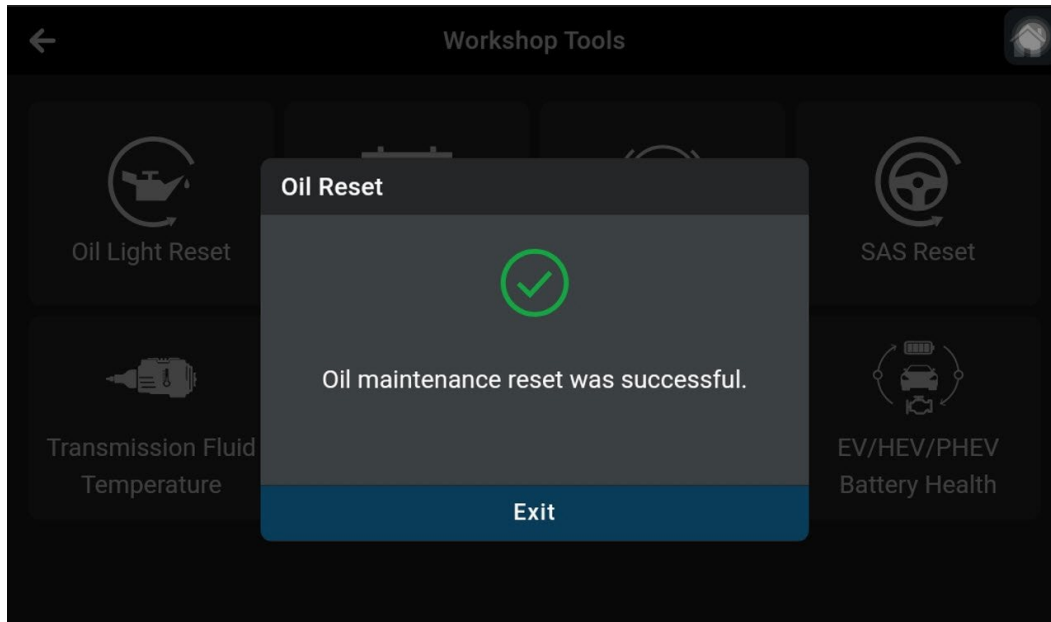 Workshop Tools
Oil Light Reset
SAS Reset
Oil Reset
Oil maintenance reset was successful.
Exit
Transmission Fluid
Temperature
EV/HEV/PHEV
Battery Health